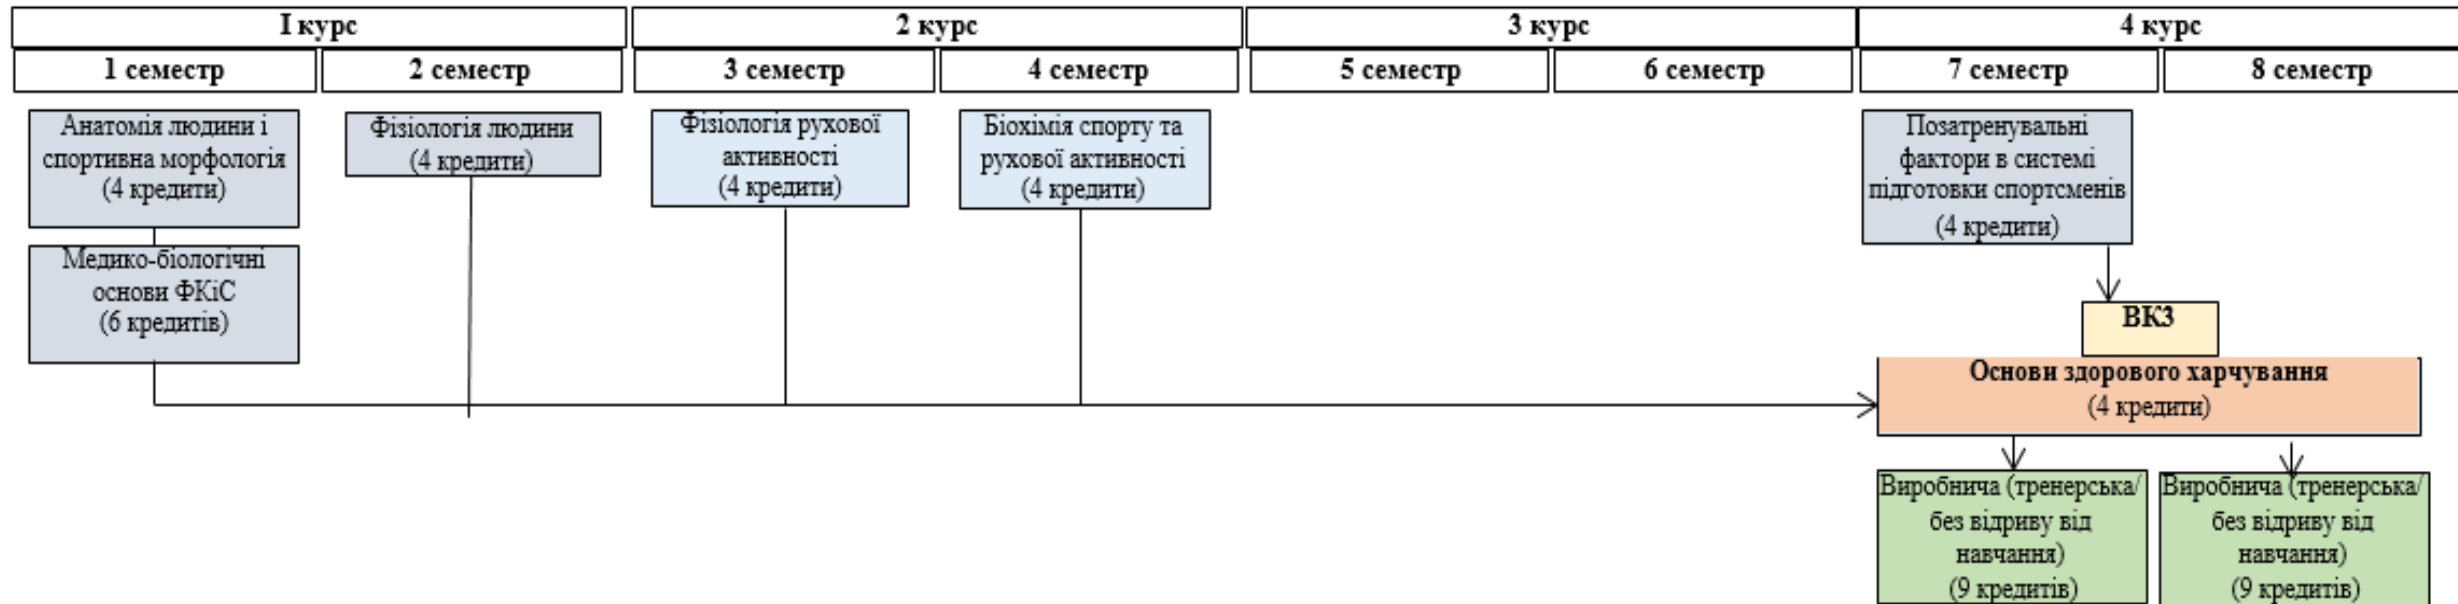 І курс
2 курс
3 курс
4 курс
1 семестр
2 семестр
3 семестр
4 семестр
5 семестр
6 семестр
7 семестр
8 семестр
Анатомія людини і
спортивна морфологія
(4 кредити)
Медико-біологічні
основи ФКіС
(6 кредитів)
Фізіологія людини
(4 кредити)
Фізіологія рухової
активності
(4 кредити)
Біохімія спорту та
рухової активності
(4 кредити)
Позатренувальні
фактори в системі
підготовки спортсменів
(4 кредити)
ВК3
Основи здорового харчування
(4 кредити)
Виробнича (тренерська/
без відриву від
навчання)
(9 кредитів)
Виробнича (тренерська/
без відриву від
навчання)
(9 кредитів)